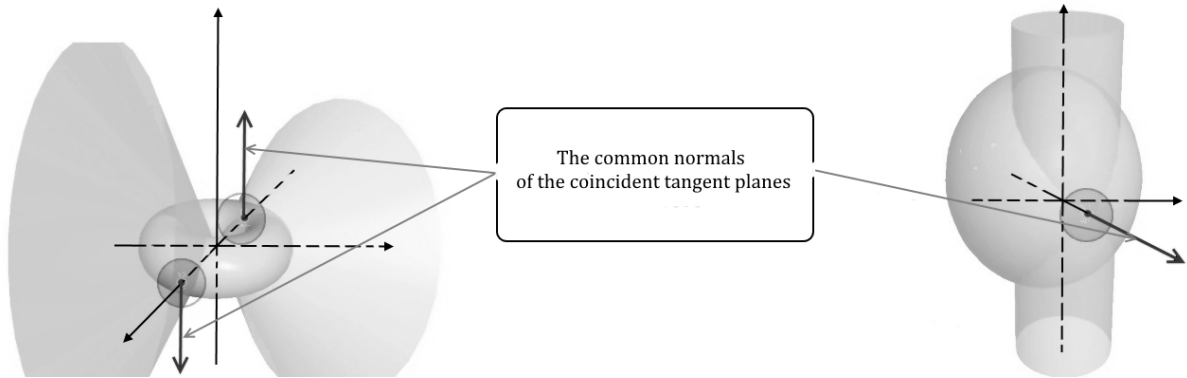 The common normals
of the coincident tangent planes